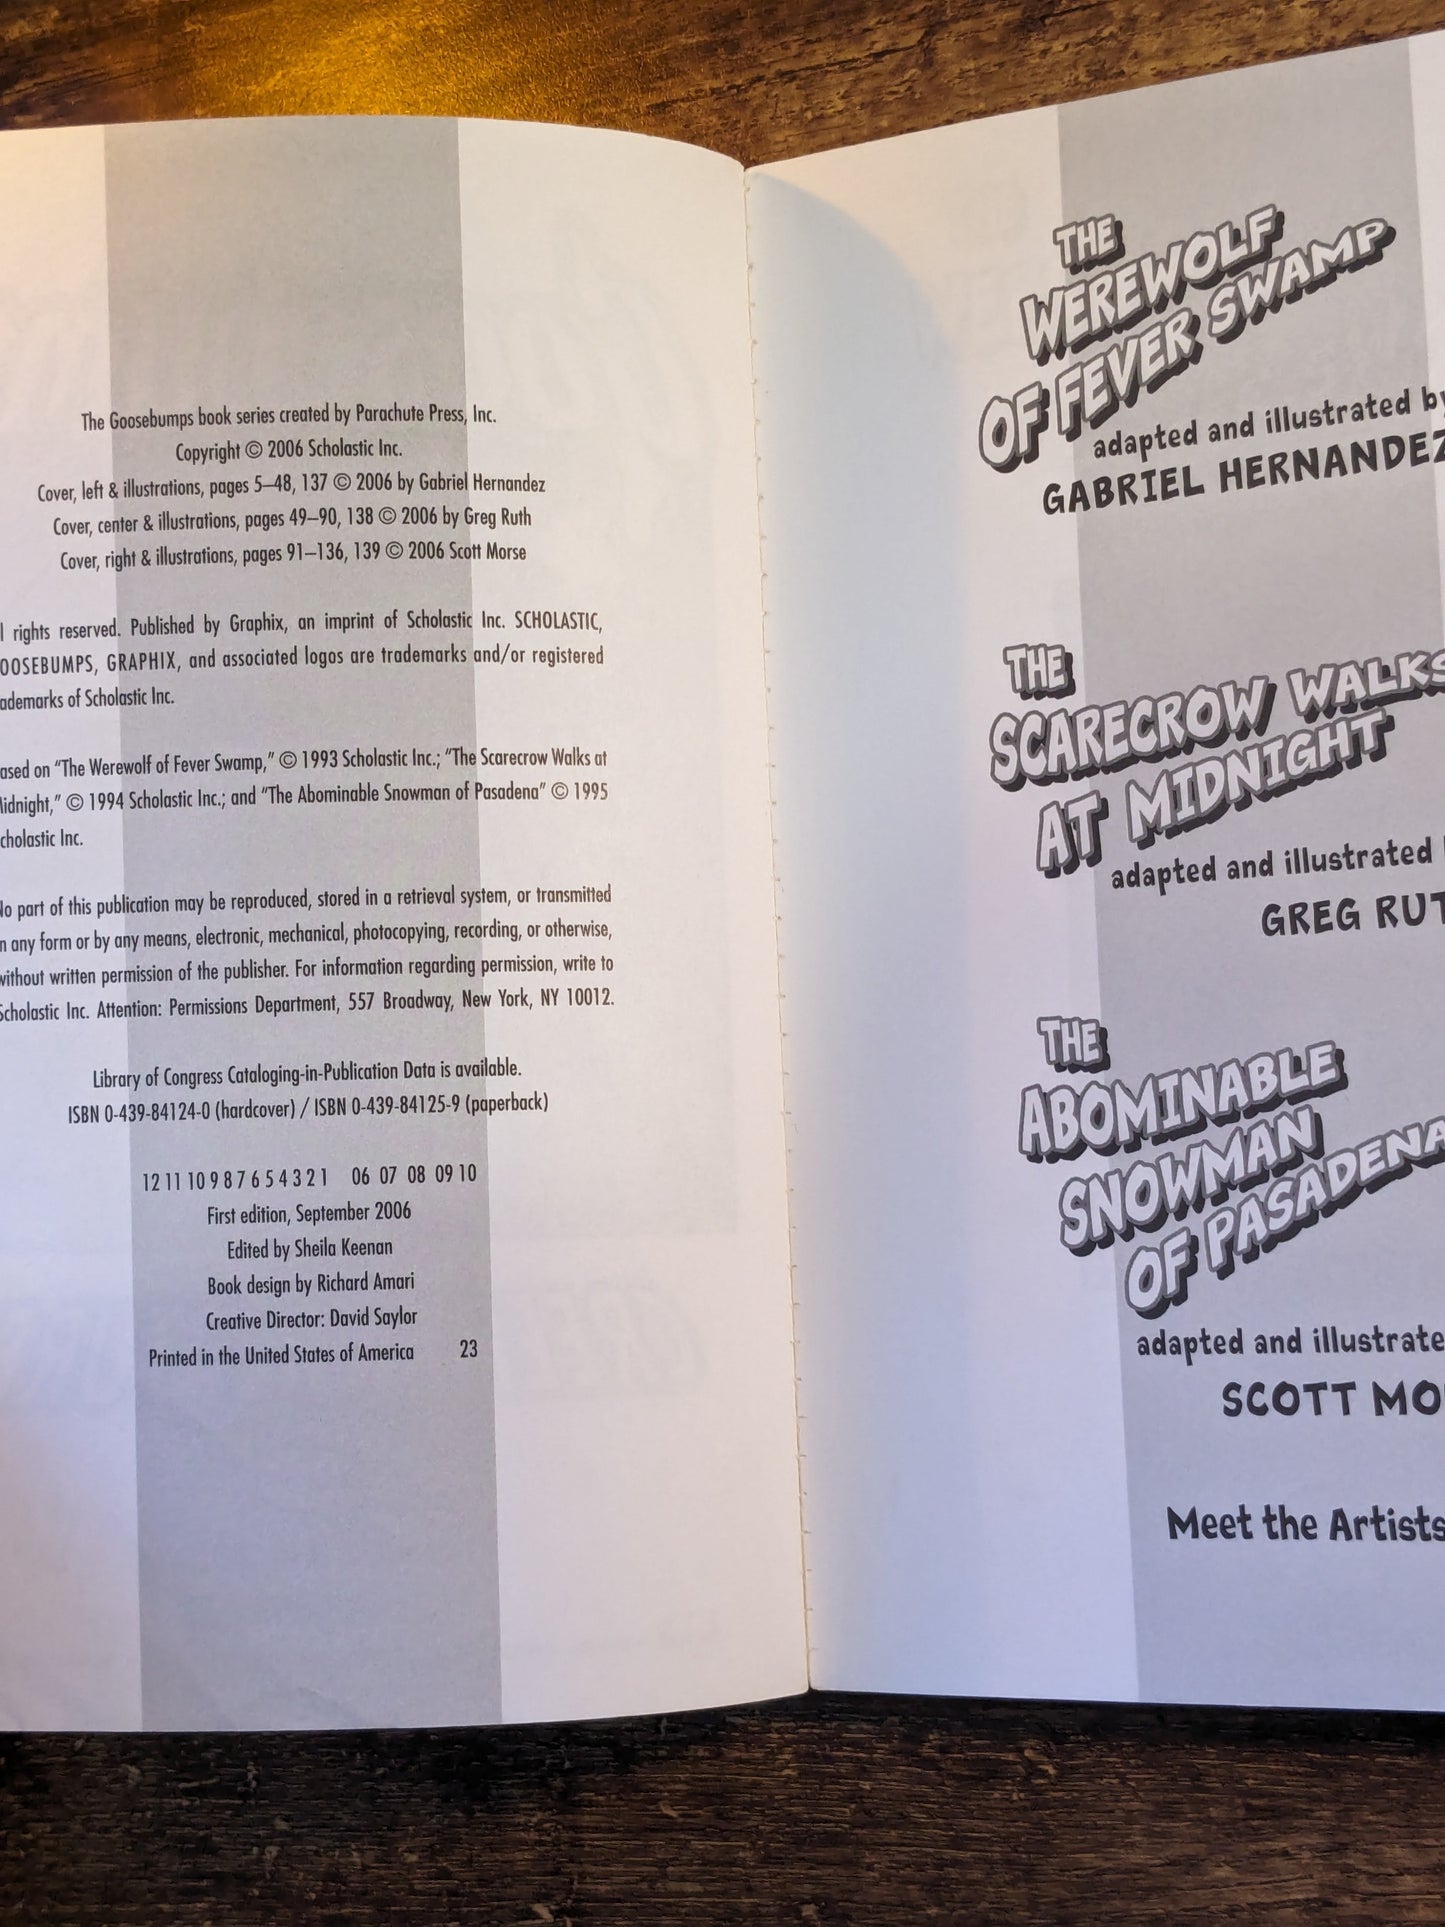 The Goosebumps book series created by Parachute Press, Inc.
Copyright © 2006 Scholastic Inc.
Cover, left & illustrations, pages 5–48, 137 © 2006 by Gabriel Hernandez
Cover, center & illustrations, pages 49–90, 138 © 2006 by Greg Ruth
Cover, right & illustrations, pages 91–136, 139 © 2006 Scott Morse
rights reserved. Published by Graphix, an imprint of Scholastic Inc. SCHOLASTIC,
OOSEBUMPS, GRAPHIX, and associated logos are trademarks and/or registered
ademarks of Scholastic Inc.
ased on “The Werewolf of Fever Swamp,” © 1993 Scholastic Inc.; “The Scarecrow Walks at
idnight,” © 1994 Scholastic Inc.; and “The Abominable Snowman of Pasadena” © 1995
cholastic Inc.
No part of this publication may be reproduced, stored in a retrieval system, or transmitted
n any form or by any means, electronic, mechanical, photocopying, recording, or otherwise,
without written permission of the publisher. For information regarding permission, write to
Scholastic Inc. Attention: Permissions Department, 557 Broadway, New York, NY 10012.
Library of Congress Cataloging-in-Publication Data is available.
ISBN 0-439-84124-0 (hardcover) / ISBN 0-439-84125-9 (paperback)
12 11 10 9 8 7 6 5 4 3 2 1 06 07 08 09 10
First edition, September 2006
Edited by Sheila Keenan
Book design by Richard Amari
Creative Director: David Saylor
Printed in the United States of America 23
THE
WEREWOLF
OF FEVER SWAMP
adapted and illustrated by
GABRIEL HERNANDEZ
THE
SCARECROW WALKS
AT MIDNIGHT
adapted and illustrated
GREG RUT
THE
ABOMINABLE
SNOWMAN
OF PASADENA
adapted and illustrate
SCOTT MO
Meet the Artists